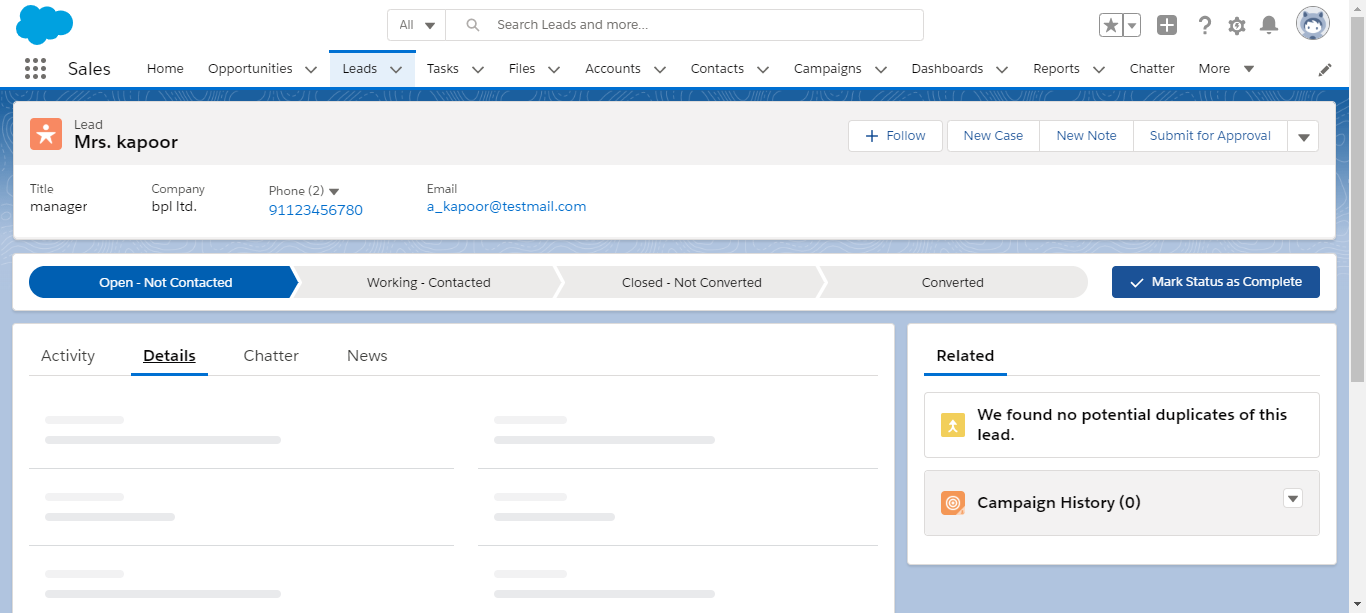 All
Search Leads and more...
Sales
Home
Opportunities
Leads
Tasks
Files
Accounts
Contacts
Campaigns
Dashboards
Reports
Chatter
More
Lead
Mrs. kapoor
Follow
New Case
New Note
Submit for Approval
Title
manager
Company
bpl ltd.
Phone (2)
91123456780
Email
a_kapoor@testmail.com
Open - Not Contacted
Working - Contacted
Closed - Not Converted
Converted
Mark Status as Complete
Activity
Details
Chatter
News
Related
We found no potential duplicates of this
lead.
Campaign History (0)